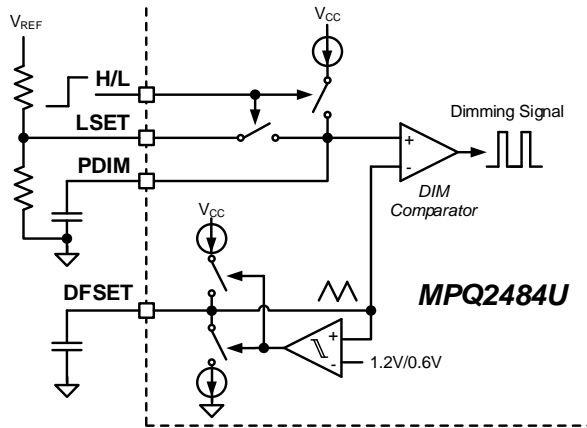 VREF
VCC
H/L
LSET
Dimming Signal
PDIM
+
-
DIM
Comparator
VCC
DFSET
MPQ2484U
+
-
1.2V/0.6V